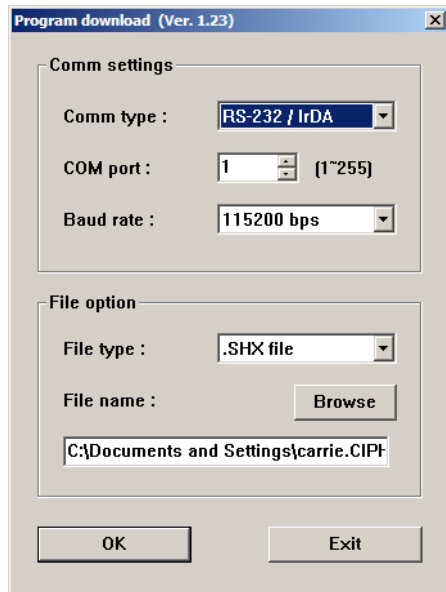 Program download (Ver. 1.23)
Comm settings
Comm type : RS-232 / IrDA
COM port : 1 (1~255)
Baud rate : 115200 bps
File option
File type : .SHX file
File name : Browse
C:\Documents and Settings\carrie.CIPH
OK Exit